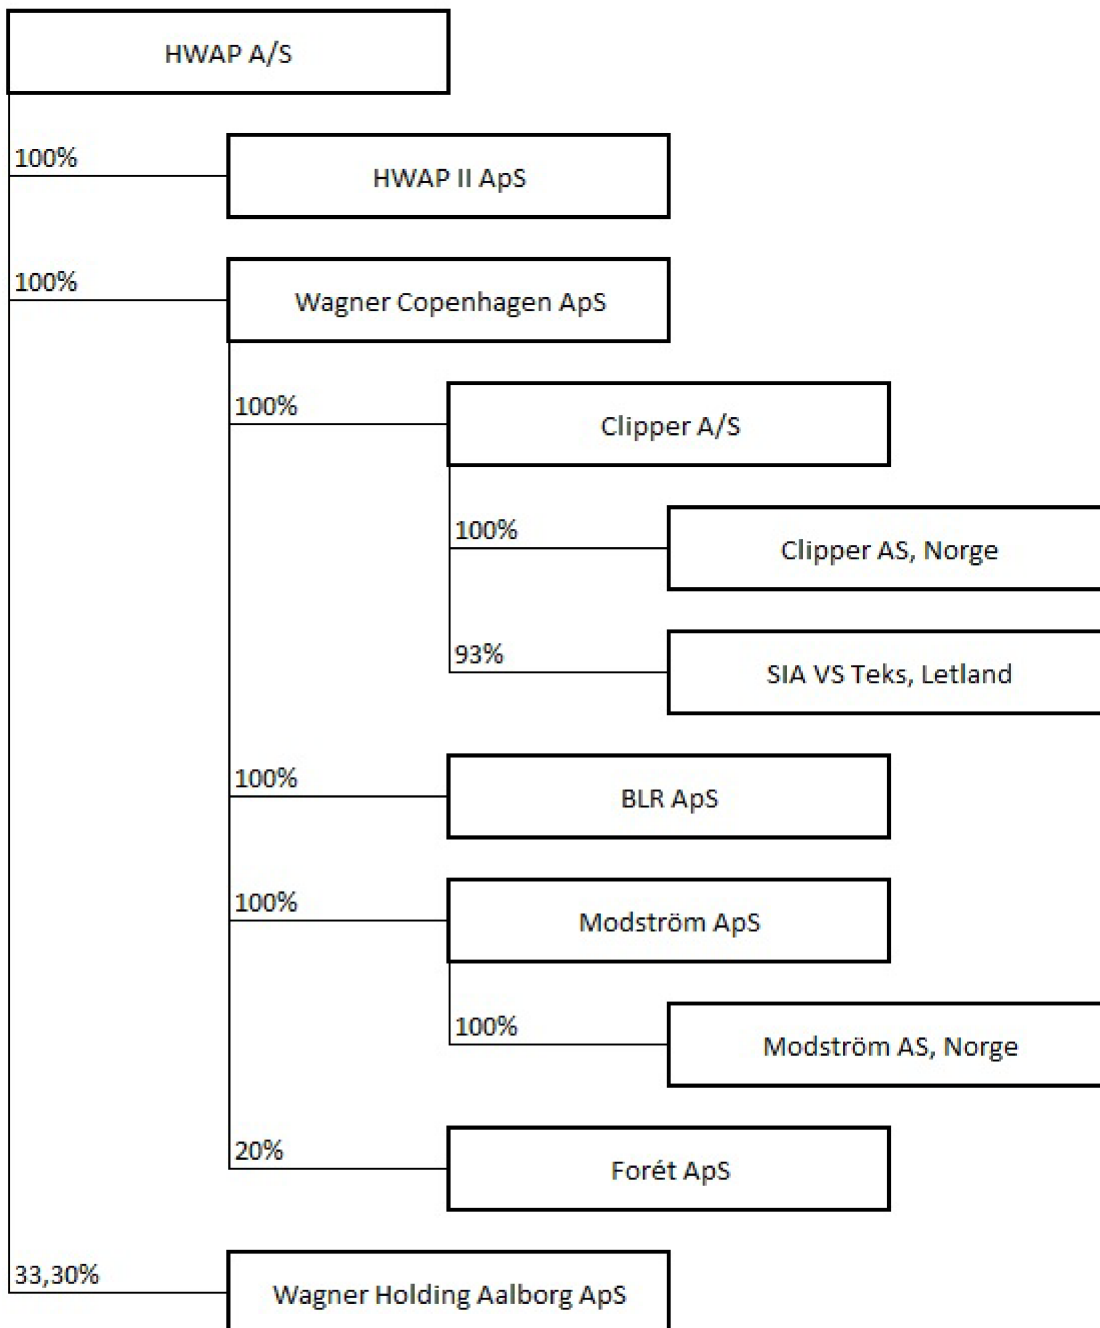 HWAP A/S
100%
HWAP II ApS
100%
Wagner Copenhagen ApS
100%
Clipper A/S
100%
Clipper AS, Norge
93%
SIA VS Teks, Letland
100%
BLR ApS
100%
Modström ApS
100%
Modström AS, Norge
20%
Forét ApS
33,30%
Wagner Holding Aalborg ApS